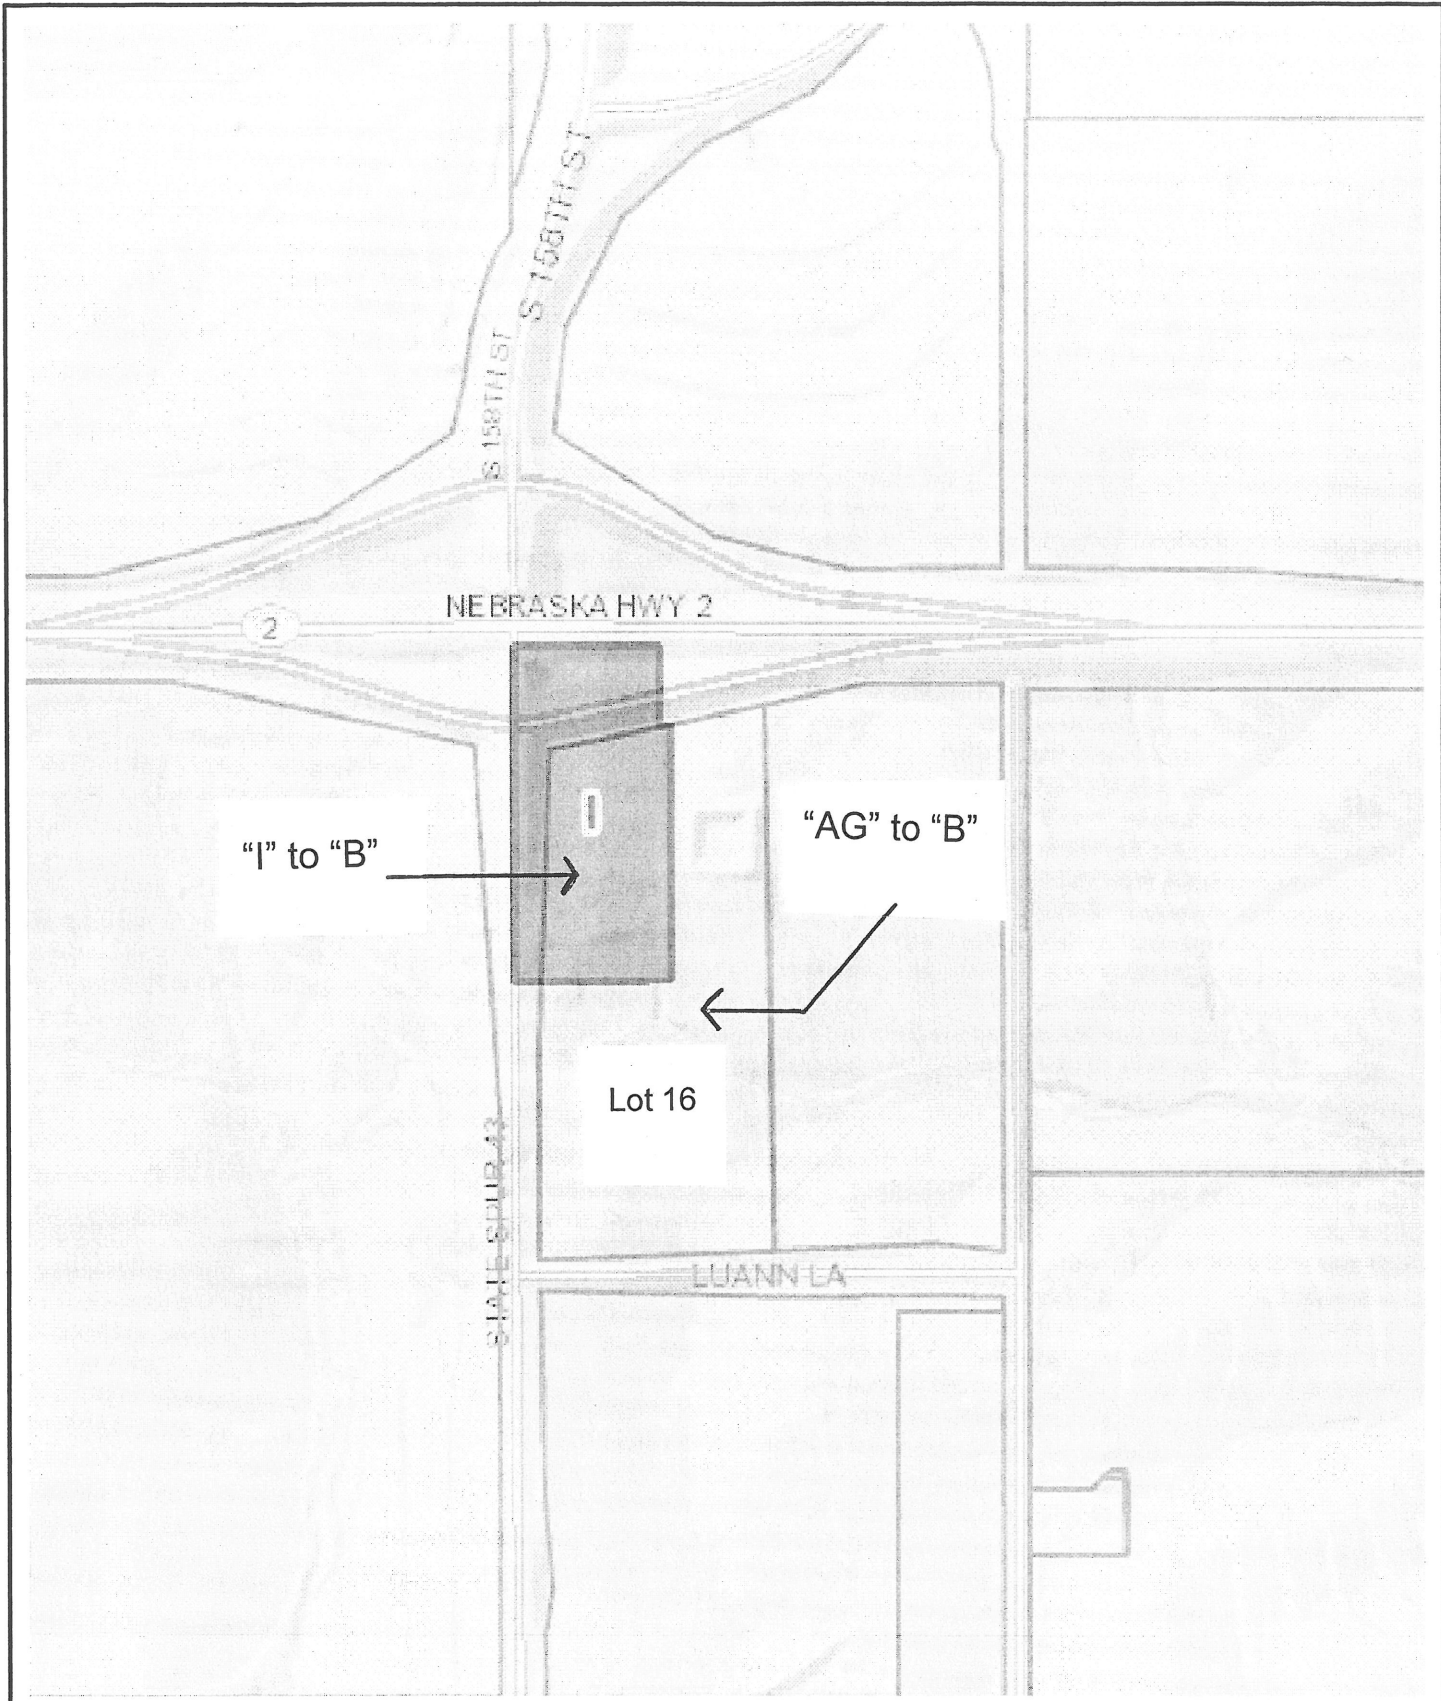 S 158TH ST
S 158TH ST
NEBRASKA HWY 2
2
I
"I" to "B"
"AG" to "B"
Lot 16
STATE SPUR 43
LUANN LA